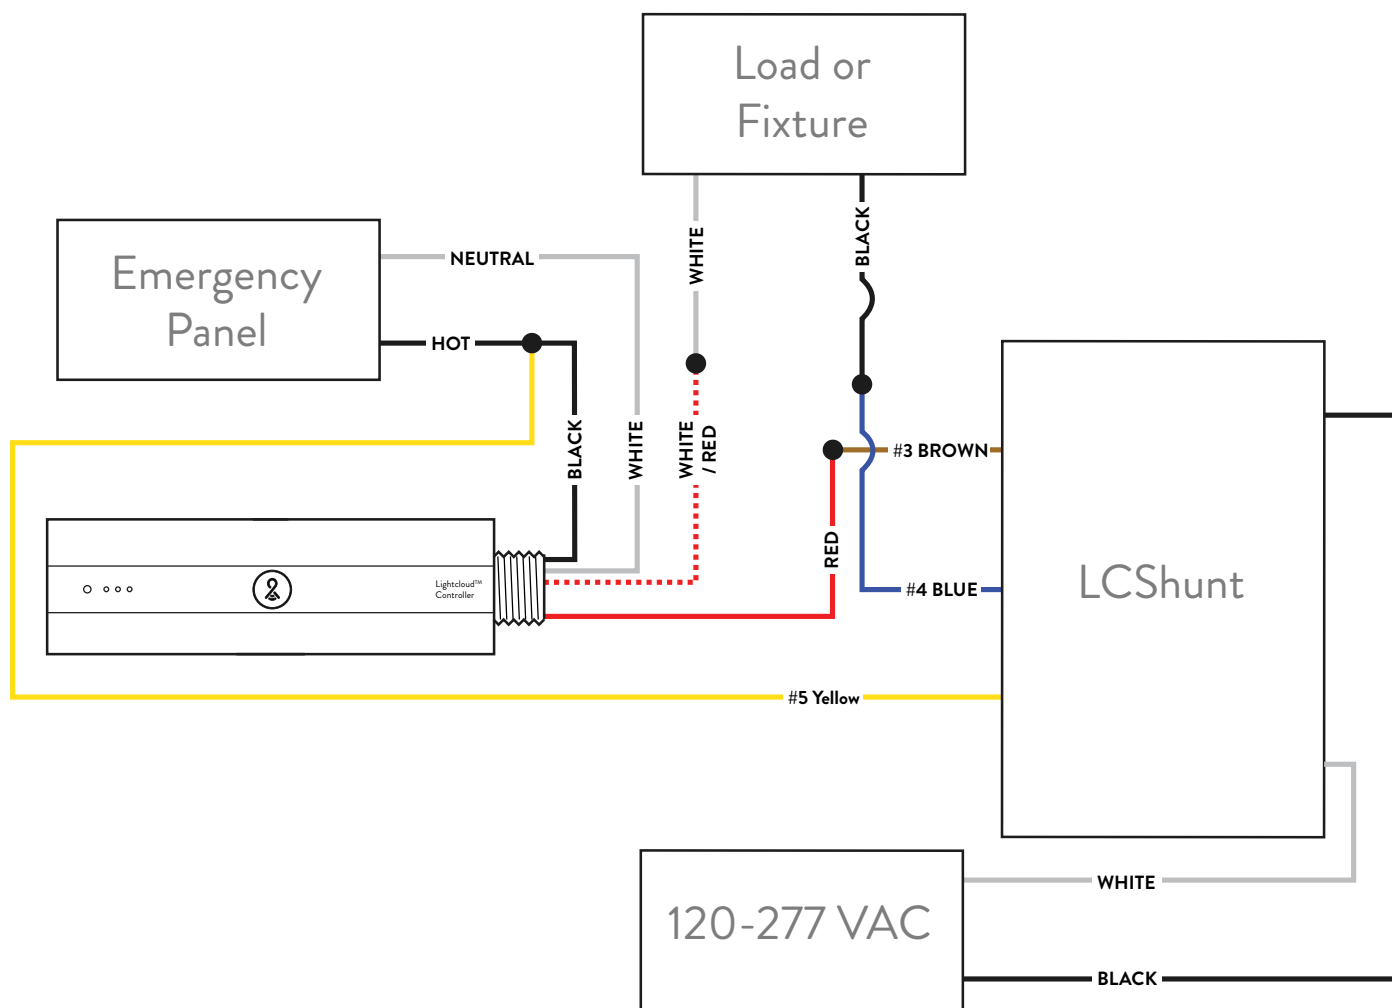 Load or
Fixture
Emergency
Panel
NEUTRAL
HOT
WHITE
BLACK
BLACK
WHITE
WHITE
/ RED
#3 BROWN
RED
#4 BLUE
LCShunt
Lightcloud™
Controller
#5 Yellow
120-277 VAC
WHITE
BLACK